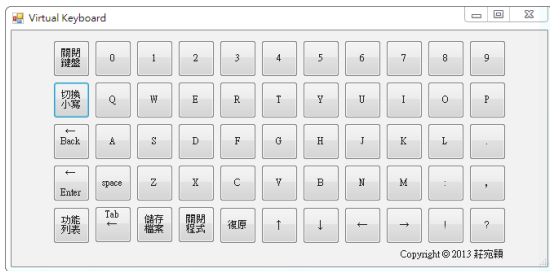 Virtual Keyboard
關閉鍵盤 0 1 2 3 4 5 6 7 8 9
切換小寫 Q W E R T Y U I O P
← Back A S D F G H J K L .
← Enter space Z X C V B N M : ,
功能列表 Tab ← 儲存檔案 關閉程式 復原 ↑ ↓ ← → ! ?
Copyright © 2013 莊宛穎